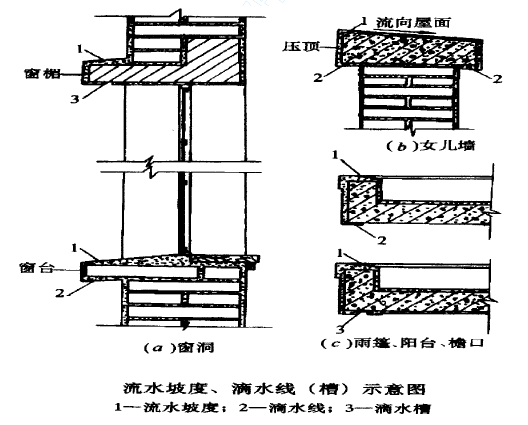 1
窗楣
3
1
窗台
2
(a)窗洞
1 流向屋面
压顶
2
2
(b)女儿墙
1
2
1
3
(c)雨蓬、阳台、檐口
流水坡度、滴水线（槽）示意图
1—流水坡度；2—滴水线；3—滴水槽